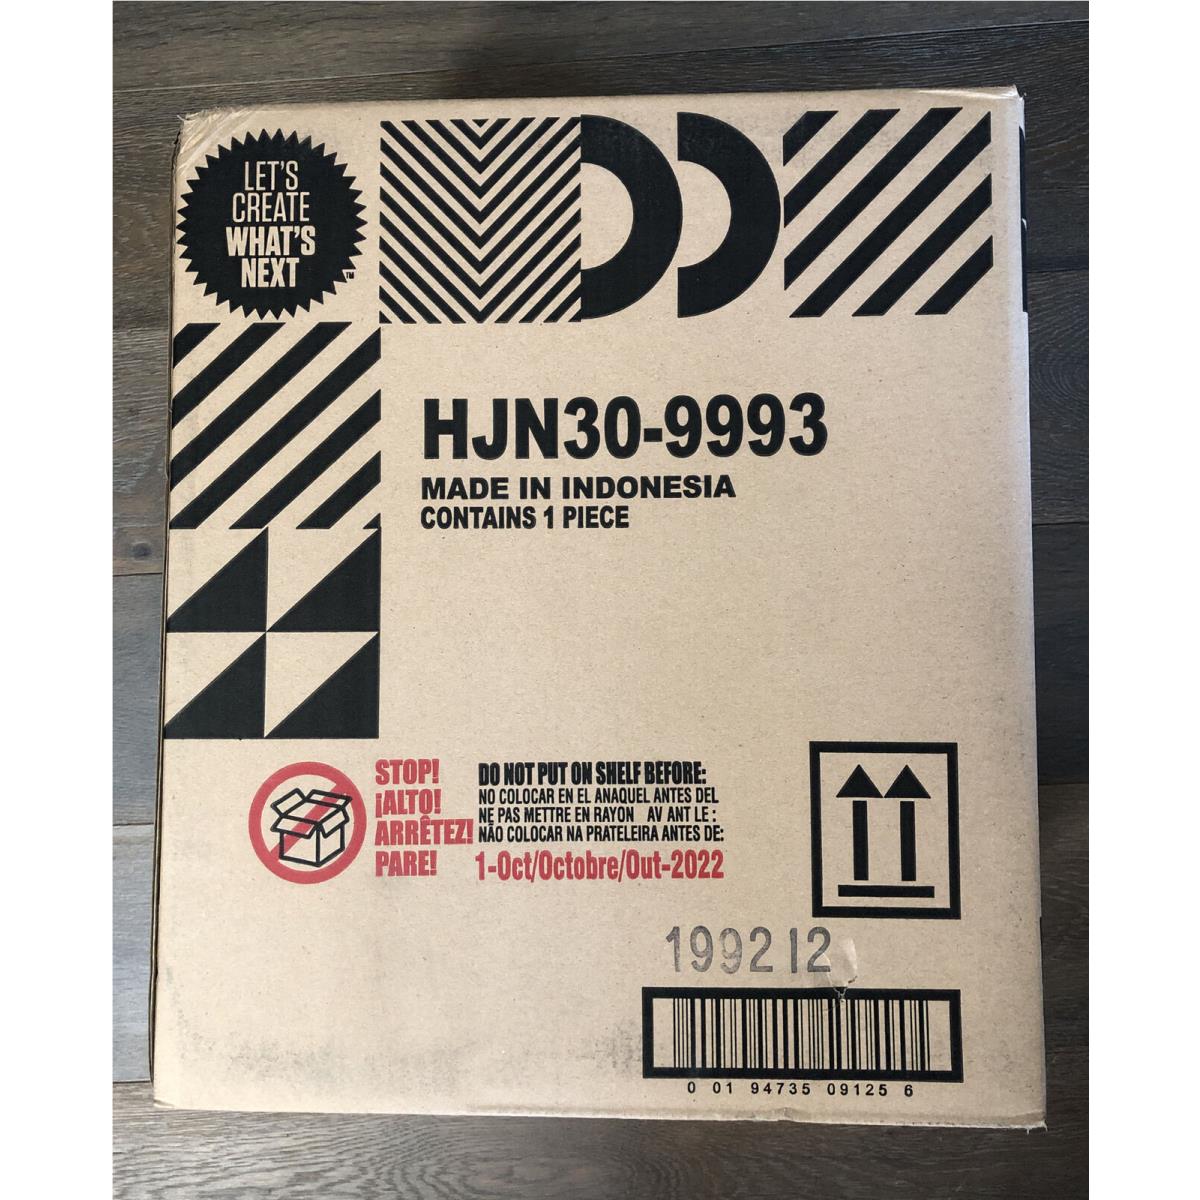 LET'S
CREATE
WHAT'S
NEXT
TM
HJN30-9993
MADE IN INDONESIA
CONTAINS 1 PIECE
STOP!
¡ALTO!
ARRÊTEZ!
PARE!
DO NOT PUT ON SHELF BEFORE:
NO COLOCAR EN EL ANAQUEL ANTES DEL
NE PAS METTRE EN RAYON AV ANT LE :
NÃO COLOCAR NA PRATELEIRA ANTES DE:
1-Oct/Octobre/Out-2022
199212
0 01 94735 09125 6